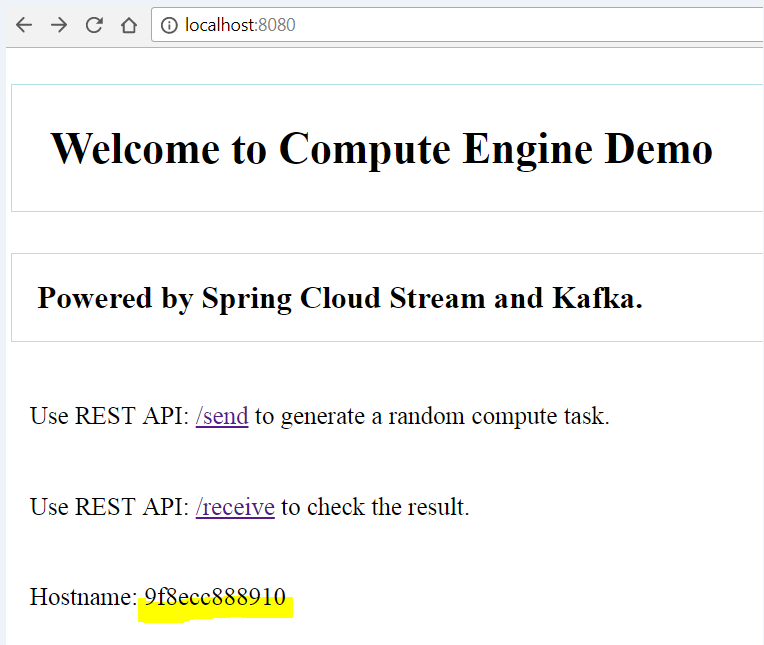 localhost:8080
Welcome to Compute Engine Demo
Powered by Spring Cloud Stream and Kafka.
Use REST API: /send to generate a random compute task.
Use REST API: /receive to check the result.
Hostname: 9f8ecc888910